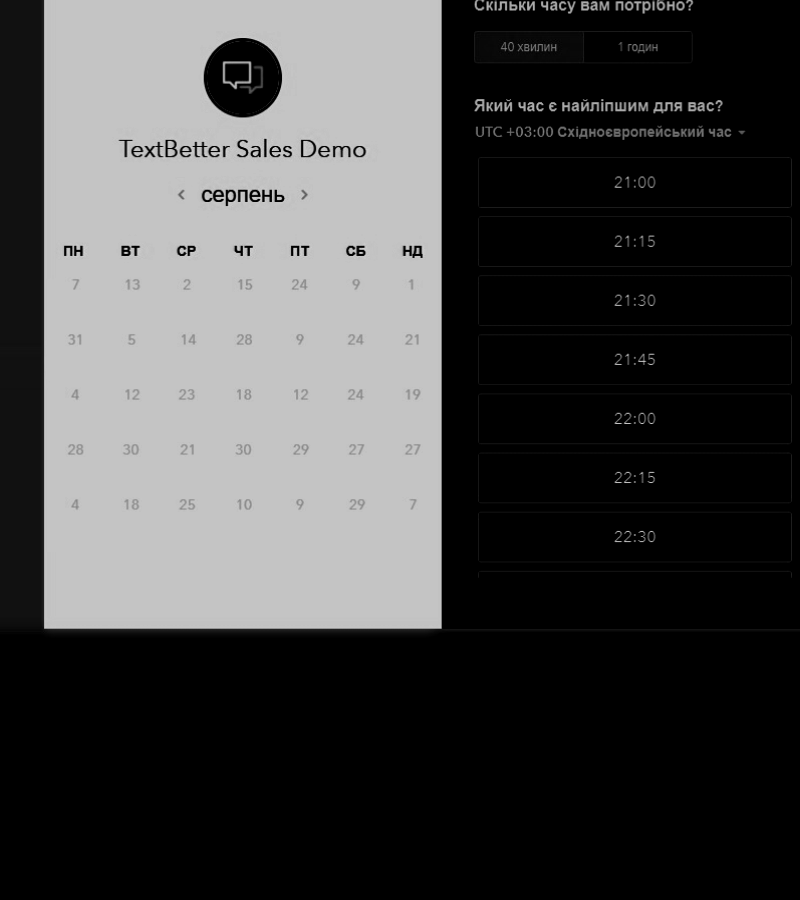 TextBetter Sales Demo
серпень
ПН ВТ СР ЧТ ПТ СБ НД
7 13 2 15 24 9 1
31 5 14 28 9 24 21
4 12 23 18 12 24 19
28 30 21 30 29 27 27
4 18 25 10 9 29 7
Скільки часу вам потрібно?
40 хвилин 1 годин
Який час є найліпшим для вас?
UTC +03:00 Східноєвропейський час
21:00
21:15
21:30
21:45
22:00
22:15
22:30